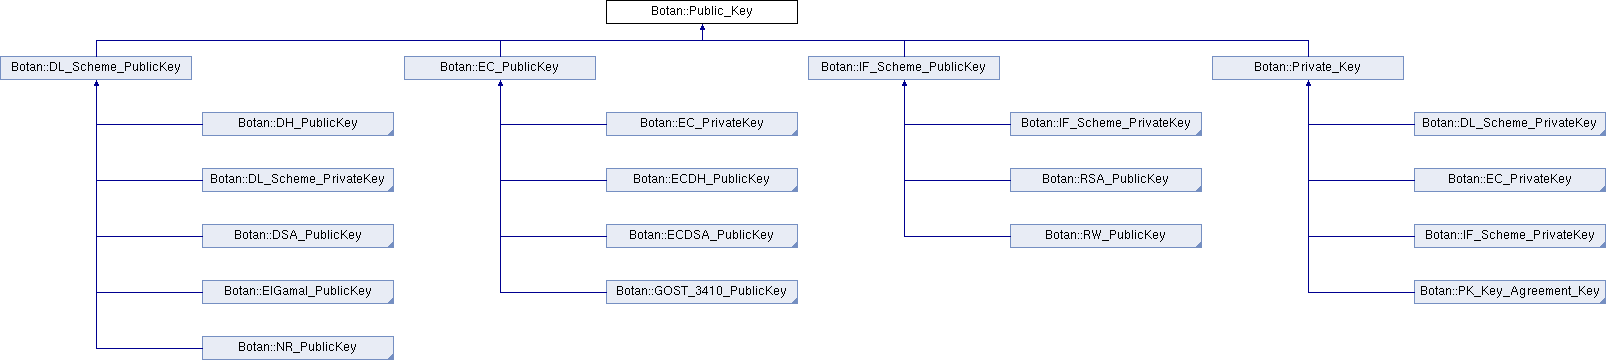 Botan::Public_Key
Botan::DL_Scheme_PublicKey
Botan::EC_PublicKey
Botan::IF_Scheme_PublicKey
Botan::Private_Key
Botan::DH_PublicKey
Botan::EC_PrivateKey
Botan::IF_Scheme_PrivateKey
Botan::DL_Scheme_PrivateKey
Botan::DL_Scheme_PrivateKey
Botan::ECDH_PublicKey
Botan::RSA_PublicKey
Botan::EC_PrivateKey
Botan::DSA_PublicKey
Botan::ECDSA_PublicKey
Botan::RW_PublicKey
Botan::IF_Scheme_PrivateKey
Botan::ElGamal_PublicKey
Botan::GOST_3410_PublicKey
Botan::PK_Key_Agreement_Key
Botan::NR_PublicKey